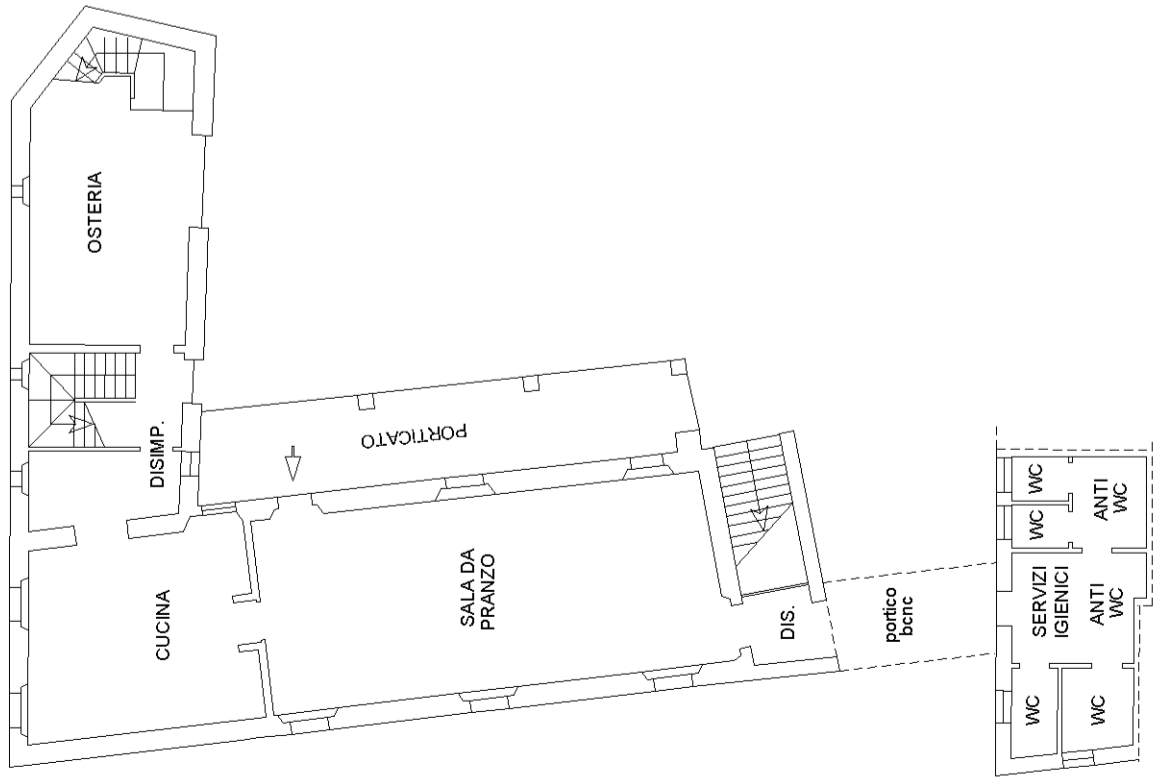 OSTERIA
DISIMP.
PORTICATO
CUCINA
SALA DA
PRANZO
DIS.
portico
bcnc
SERVIZI
IGIENICI
ANTI
WC
ANTI
WC
WC
WC
WC
WC